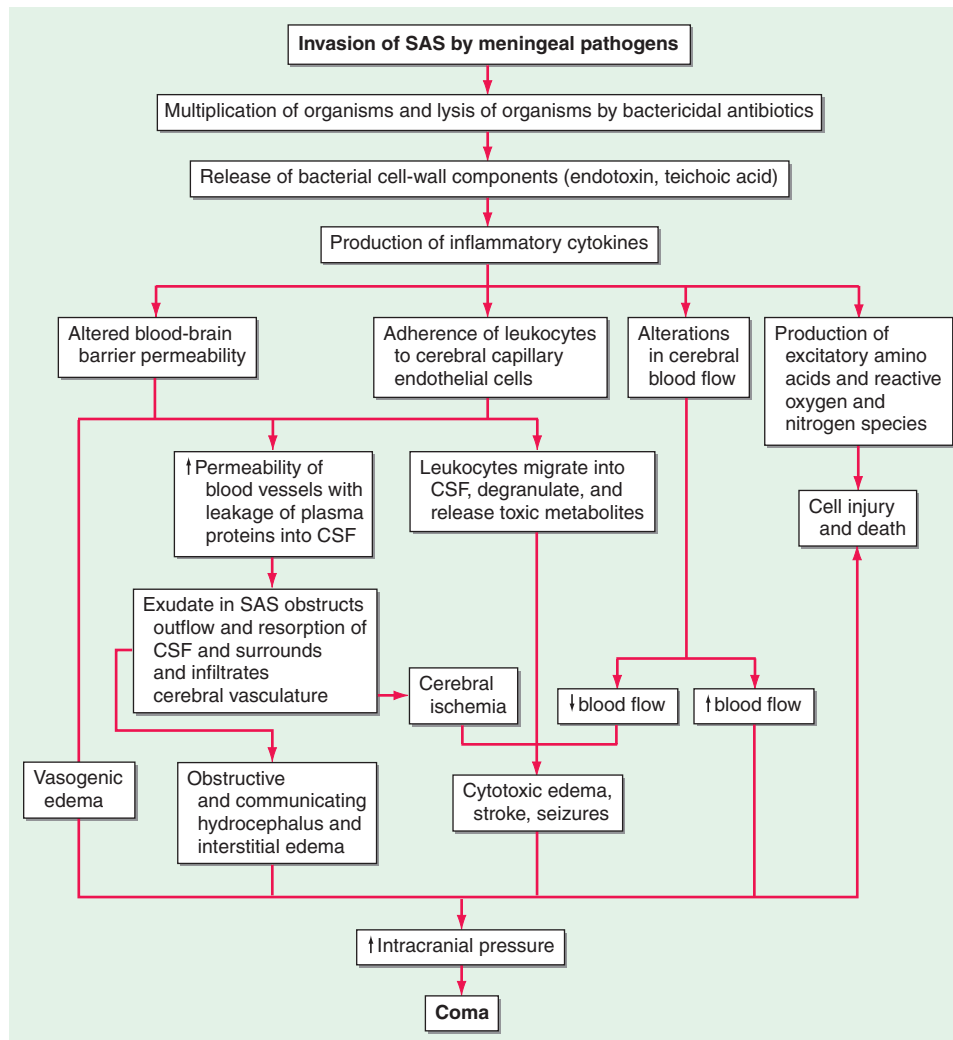 Invasion of SAS by meningeal pathogens
Multiplication of organisms and lysis of organisms by bactericidal antibiotics
Release of bacterial cell-wall components (endotoxin, teichoic acid)
Production of inflammatory cytokines
Altered blood-brain
barrier permeability
Adherence of leukocytes
to cerebral capillary
endothelial cells
Alterations
in cerebral
blood flow
Production of
excitatory amino
acids and reactive
oxygen and
nitrogen species
↑Permeability of
blood vessels with
leakage of plasma
proteins into CSF
Leukocytes migrate into
CSF, degranulate, and
release toxic metabolites
Cell injury
and death
Exudate in SAS obstructs
outflow and resorption of
CSF and surrounds
and infiltrates
cerebral vasculature
Cerebral
ischemia
↓blood flow
↑blood flow
Vasogenic
edema
Obstructive
and communicating
hydrocephalus and
interstitial edema
Cytotoxic edema,
stroke, seizures
↑Intracranial pressure
Coma